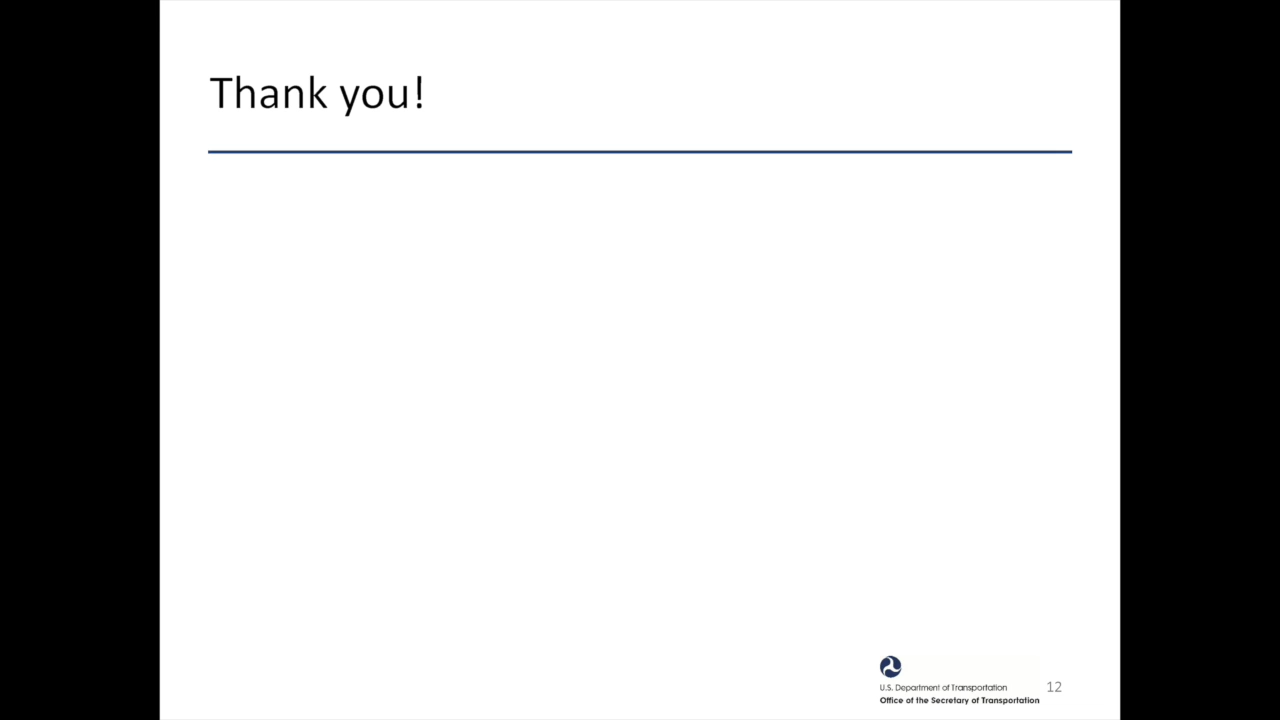 Thank you!
U.S. Department of Transportation
Office of the Secretary of Transportation
12